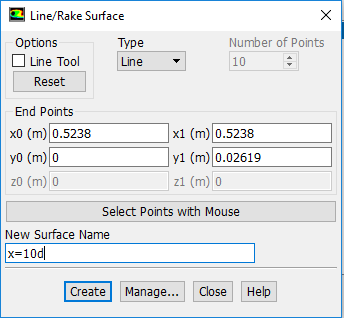 Line/Rake Surface
Options Type Number of Points
Line Tool Line 10
Reset
End Points
x0 (m) 0.5238 x1 (m) 0.5238
y0 (m) 0 y1 (m) 0.02619
z0 (m) 0 z1 (m) 0
Select Points with Mouse
New Surface Name
x=10d
Create Manage... Close Help